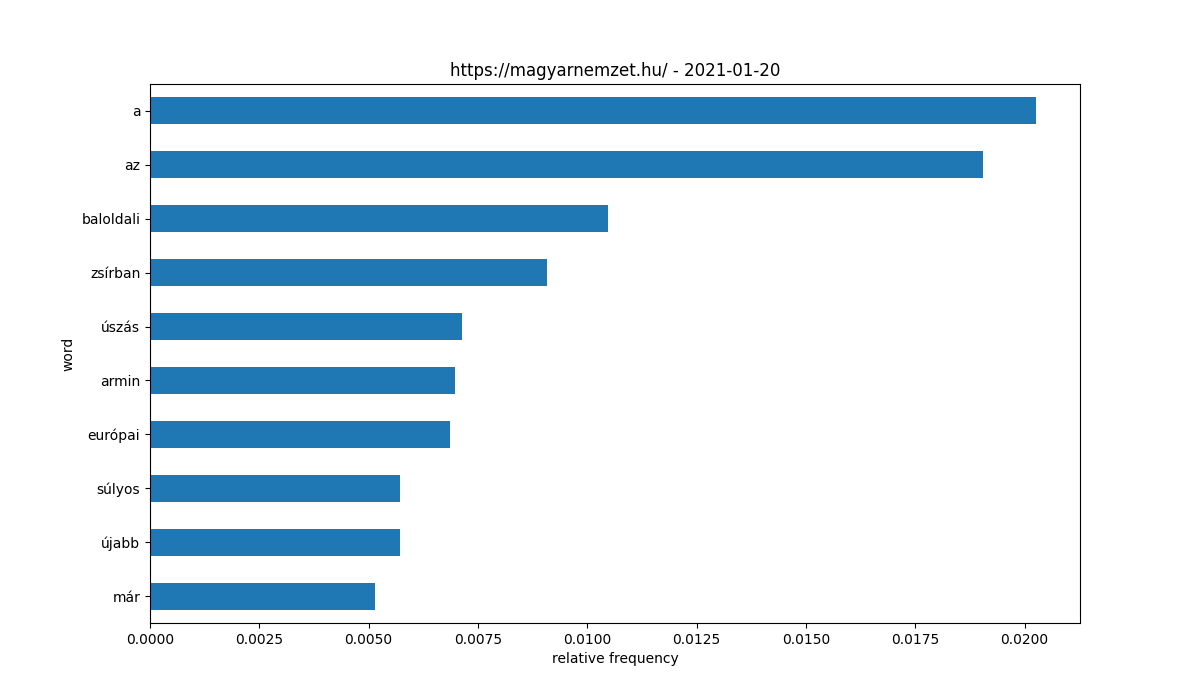 https://magyarnemzet.hu/ - 2021-01-20
a
az
baloldali
zsírban
úszás
armin
európai
súlyos
újabb
már
word
0.0000 0.0025 0.0050 0.0075 0.0100 0.0125 0.0150 0.0175 0.0200
relative frequency